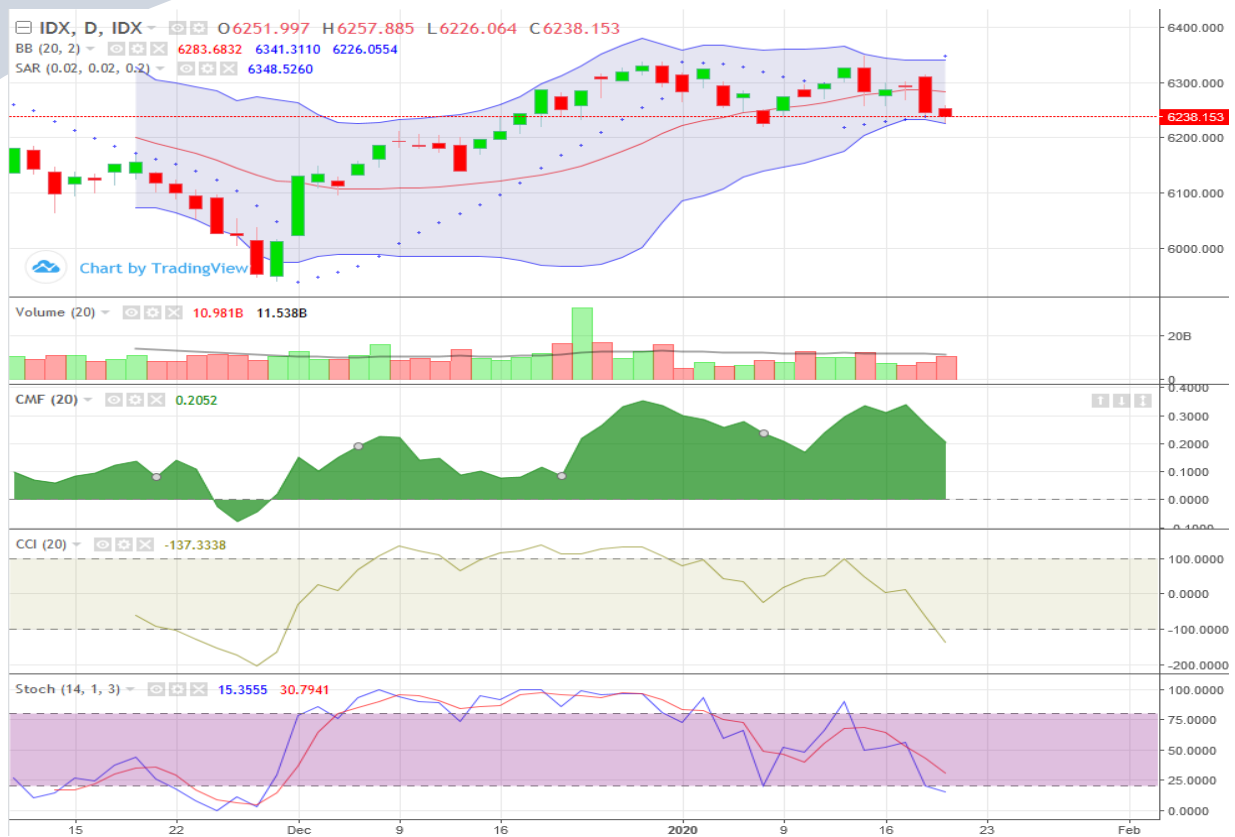 IDX, D, IDX O6251.997 H6257.885 L6226.064 C6238.153
BB (20, 2) 6283.6832 6341.3110 6226.0554
SAR (0.02, 0.02, 0.2) 6348.5260
6400.000
6300.000
6238.153
6200.000
6100.000
6000.000
Chart by TradingView
Volume (20) 10.981B 11.538B
20B
0
CMF (20) 0.2052
0.4000
0.3000
0.2000
0.1000
0.0000
-0.1000
CCI (20) -137.3338
100.0000
0.0000
-100.0000
-200.0000
Stoch (14, 1, 3) 15.3555 30.7941
100.0000
75.0000
50.0000
25.0000
0.0000
15 22 Dec 9 16 2020 9 16 23 Feb